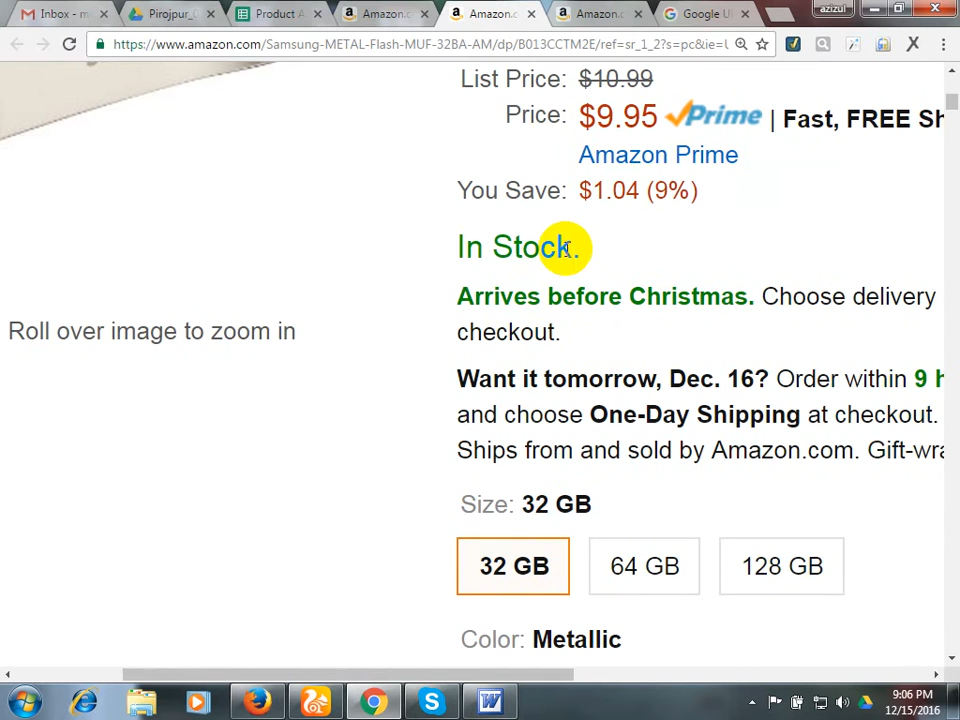 Inbox - m
Pirojpur_
Product A
Amazon.c
Amazon.c
Amazon.c
Google U
azizul
https://www.amazon.com/Samsung-METAL-Flash-MUF-32BA-AM/dp/B013CCTM2E/ref=sr_1_2?s=pc&ie=U
List Price: $10.99
Price: $9.95 Prime | Fast, FREE Sh
Amazon Prime
You Save: $1.04 (9%)
In Stock.
Arrives before Christmas. Choose delivery
checkout.
Roll over image to zoom in
Want it tomorrow, Dec. 16? Order within 9 h
and choose One-Day Shipping at checkout.
Ships from and sold by Amazon.com. Gift-wra
Size: 32 GB
32 GB 64 GB 128 GB
Color: Metallic
9:06 PM
12/15/2016